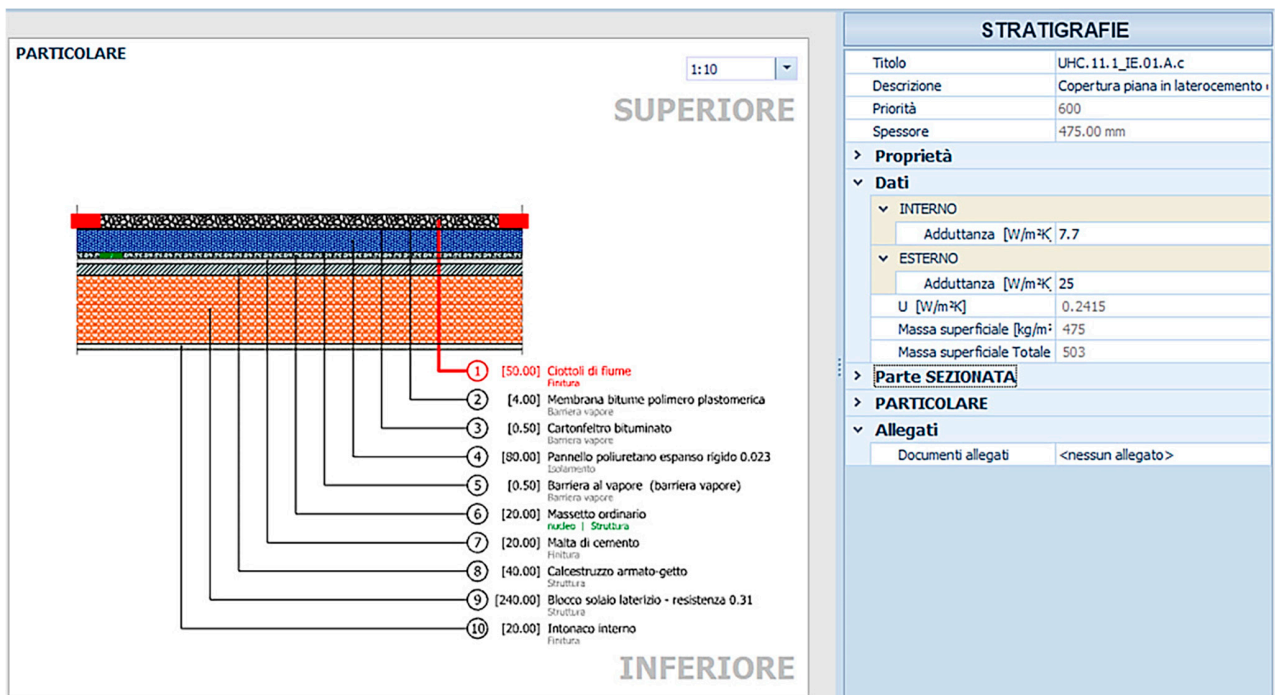 PARTICOLARE
1:10
SUPERIORE
1 [50.00] Ciottoli di fiume
Finitura
2 [4.00] Membrana bitume polimero plastomerica
Barriera vapore
3 [0.50] Cartonfeltro bituminato
Barriera vapore
4 [80.00] Pannello poliuretano espanso rigido 0.023
Isolamento
5 [0.50] Barriera al vapore (barriera vapore)
Barriera vapore
6 [20.00] Massetto ordinario
nucleo | Struttura
7 [20.00] Malta di cemento
Finitura
8 [40.00] Calcestruzzo armato-getto
Struttura
9 [240.00] Blocco solaio laterizio - resistenza 0.31
Struttura
10 [20.00] Intonaco interno
Finitura
INFERIORE
STRATIGRAFIE
Titolo UHC.11.1_IE.01.A.c
Descrizione Copertura piana in laterocemento
Priorità 600
Spessore 475.00 mm
Proprietà
Dati
INTERNO
Adduttanza [W/m²K] 7.7
ESTERNO
Adduttanza [W/m²K] 25
U [W/m²K] 0.2415
Massa superficiale [kg/m² 475
Massa superficiale Totale 503
Parte SEZIONATA
PARTICOLARE
Allegati
Documenti allegati <nessun allegato>